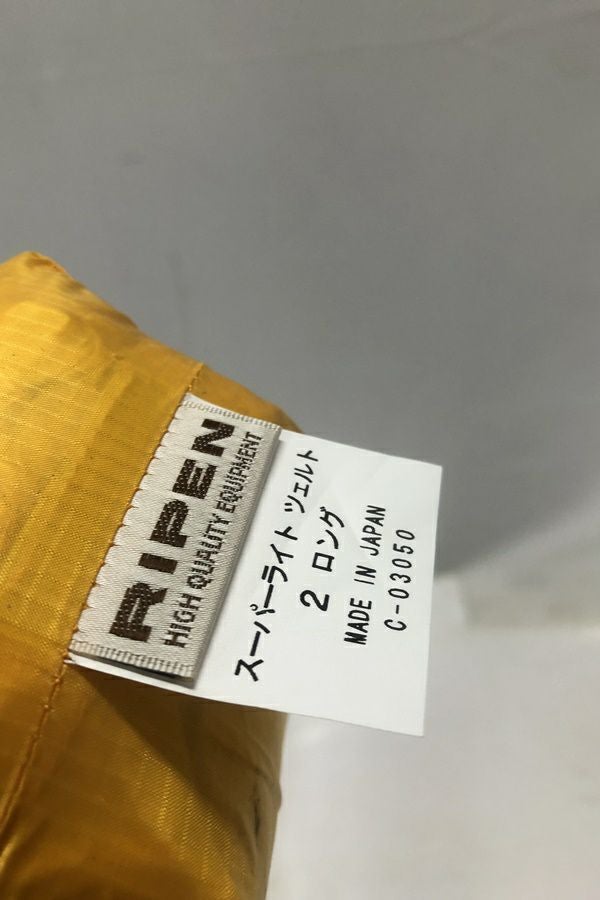 RIPEN
HIGH QUALITY EQUIPMENT
スーパーライト ツェルト
2 ロング
MADE IN JAPAN
C-03050